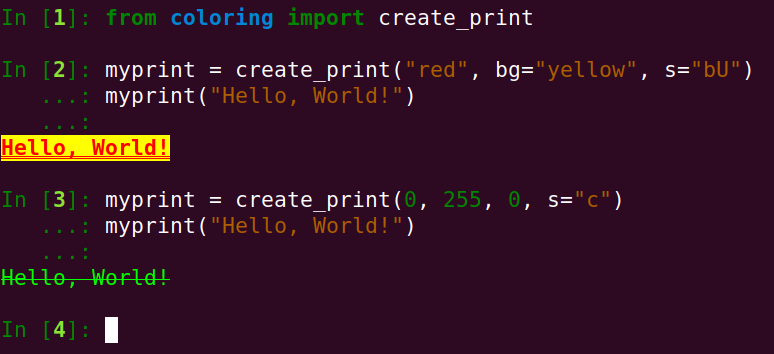 In [1]: from coloring import create_print
In [2]: myprint = create_print("red", bg="yellow", s="bU")
...: myprint("Hello, World!")
...:
Hello, World!
In [3]: myprint = create_print(0, 255, 0, s="c")
...: myprint("Hello, World!")
...:
Hello, World!
In [4]: